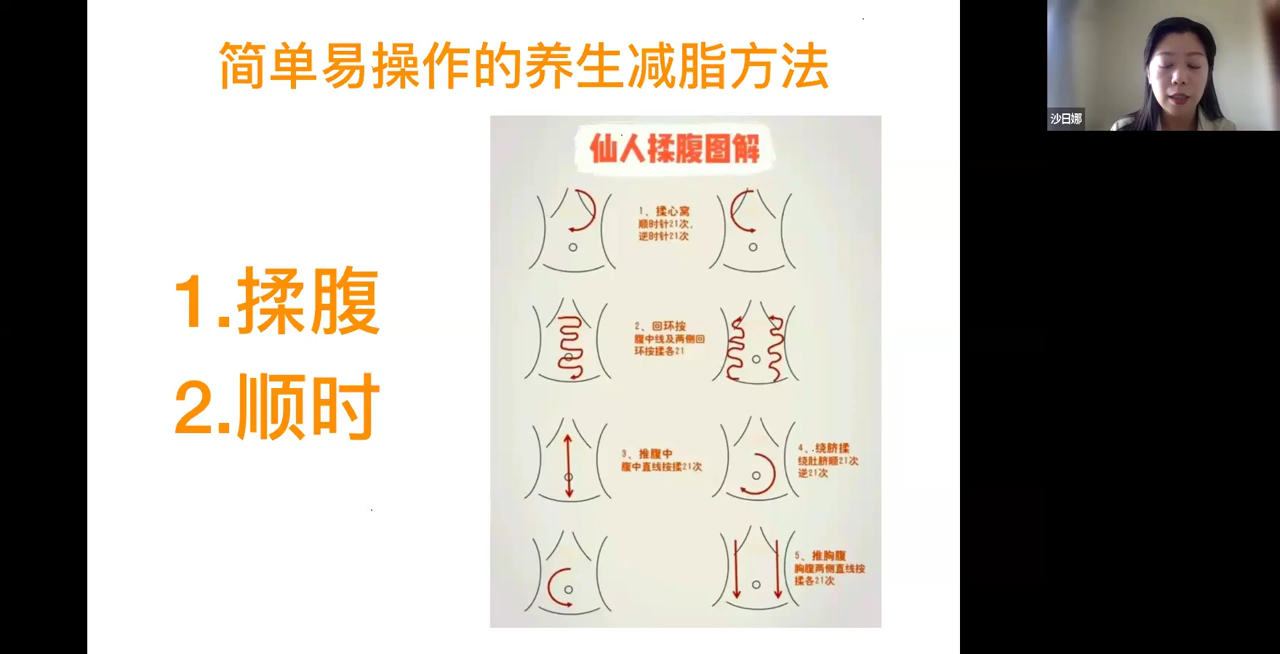 简单易操作的养生减脂方法
沙日娜
仙人揉腹图解
1、揉心窝
顺时针21次,
逆时针21次
1.揉腹
2、回环按
腹中线及两侧回
环按揉各21
2.顺时
3、推腹中
腹中直线按揉21次
4、绕脐揉
绕肚脐顺21次
逆21次
5、推胸腹
胸腹两侧直线按
揉各21次